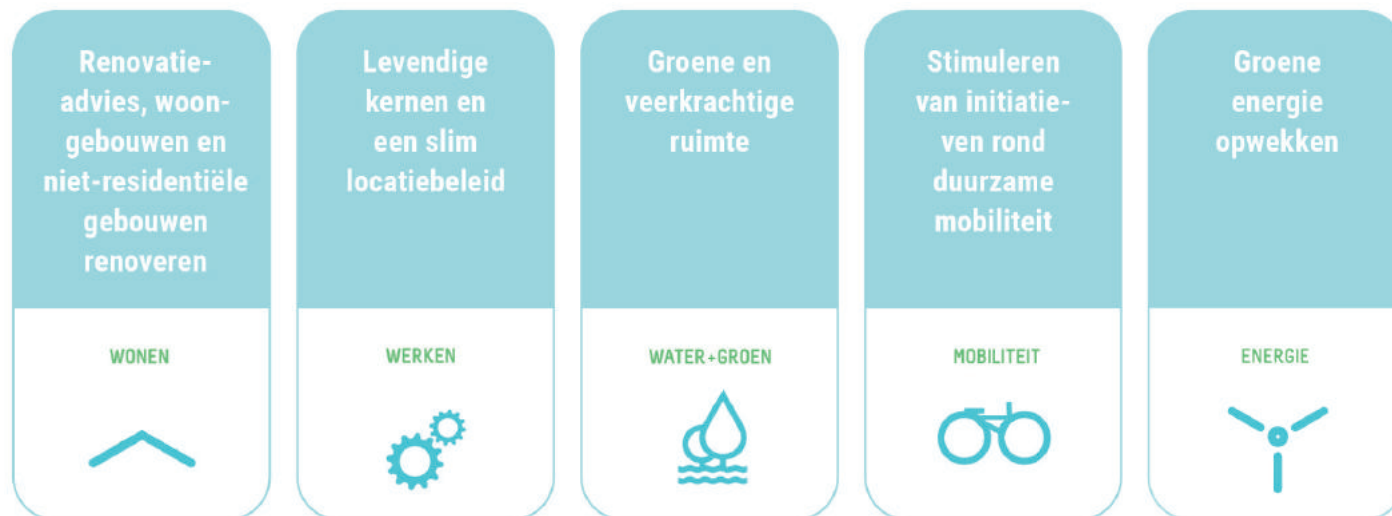 Renovatie-
advies, woon-
gebouwen en
niet-residentiële
gebouwen
renoveren
WONEN
Levendige
kernen en
een slim
locatiebeleid
WERKEN
Groene en
veerkrachtige
ruimte
WATER+GROEN
Stimuleren
van initiatie-
ven rond
duurzame
mobiliteit
MOBILITEIT
Groene
energie
opwekken
ENERGIE